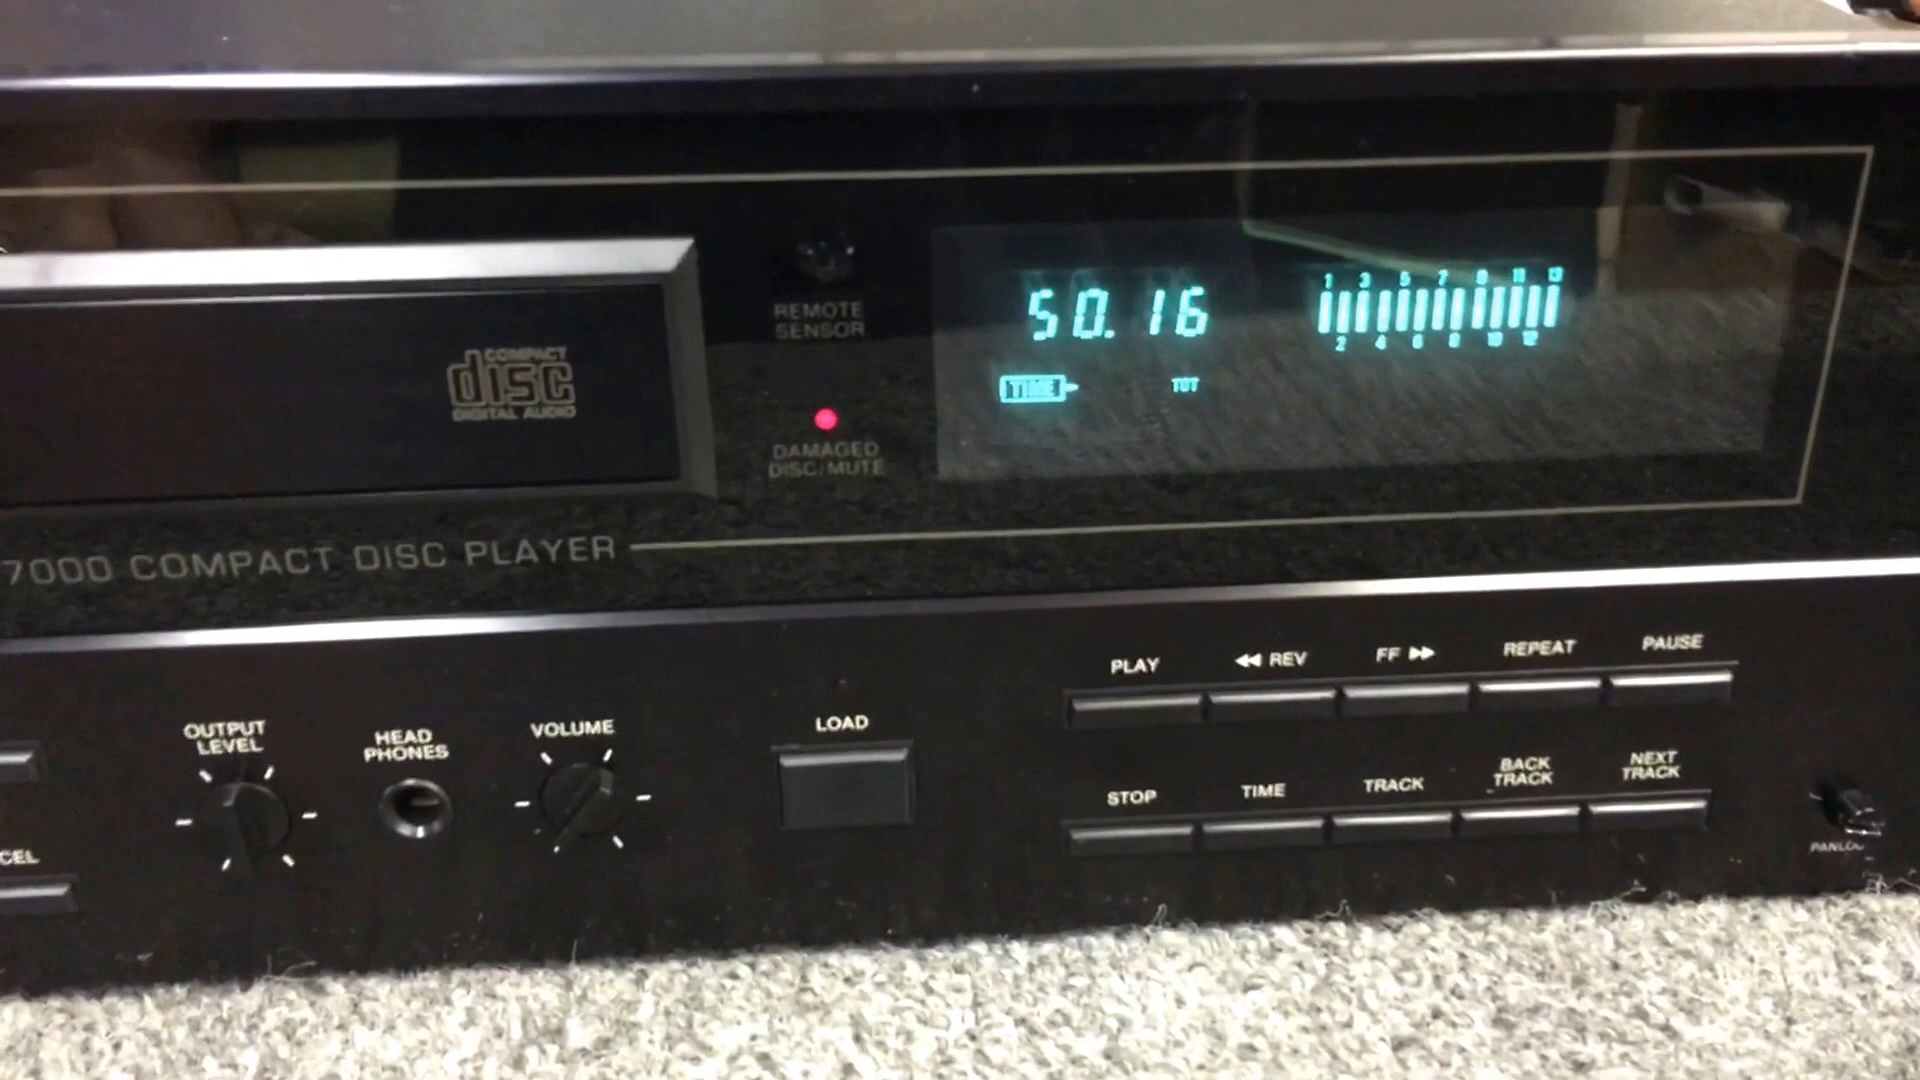 COMPACT
disc
DIGITAL AUDIO
REMOTE
SENSOR
DAMAGED
DISC/MUTE
50.16
TIME
TOT
1 3 5 7 9 11 13
2 4 6 8 10 12
7000 COMPACT DISC PLAYER
OUTPUT
LEVEL
HEAD
PHONES
VOLUME
LOAD
PLAY
◀◀ REV
FF ▶▶
REPEAT
PAUSE
STOP
TIME
TRACK
BACK
TRACK
NEXT
TRACK
CEL